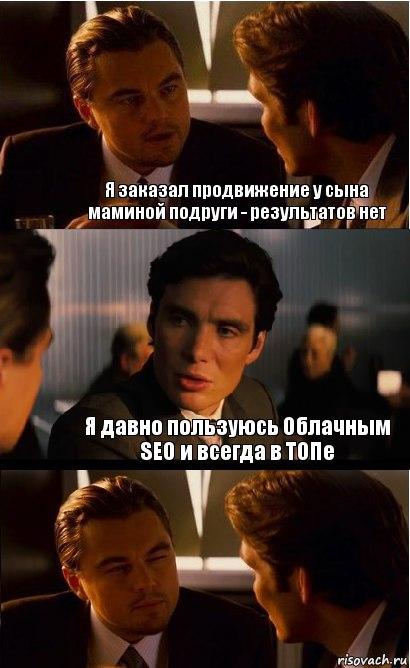 Я заказал продвижение у сына
маминой подруги - результатов нет
Я давно пользуюсь Облачным
SEO и всегда в ТОПе
risovach.ru